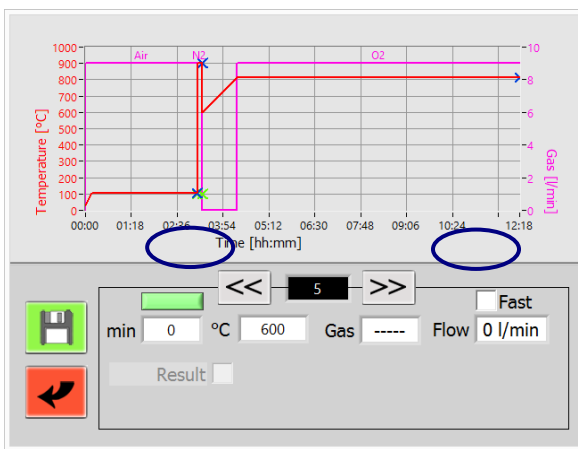 1000
900
800
700
600
500
400
300
200
100
0
Temperature [°C]
Air
N2
O2
10
8
6
4
2
0
Gas [l/min]
00:00 01:18 02:36 03:54 05:12 06:30 07:48 09:06 10:24 12:18
Time [hh:mm]
<< 5 >>
Fast
min 0 °C 600 Gas ----- Flow 0 l/min
Result